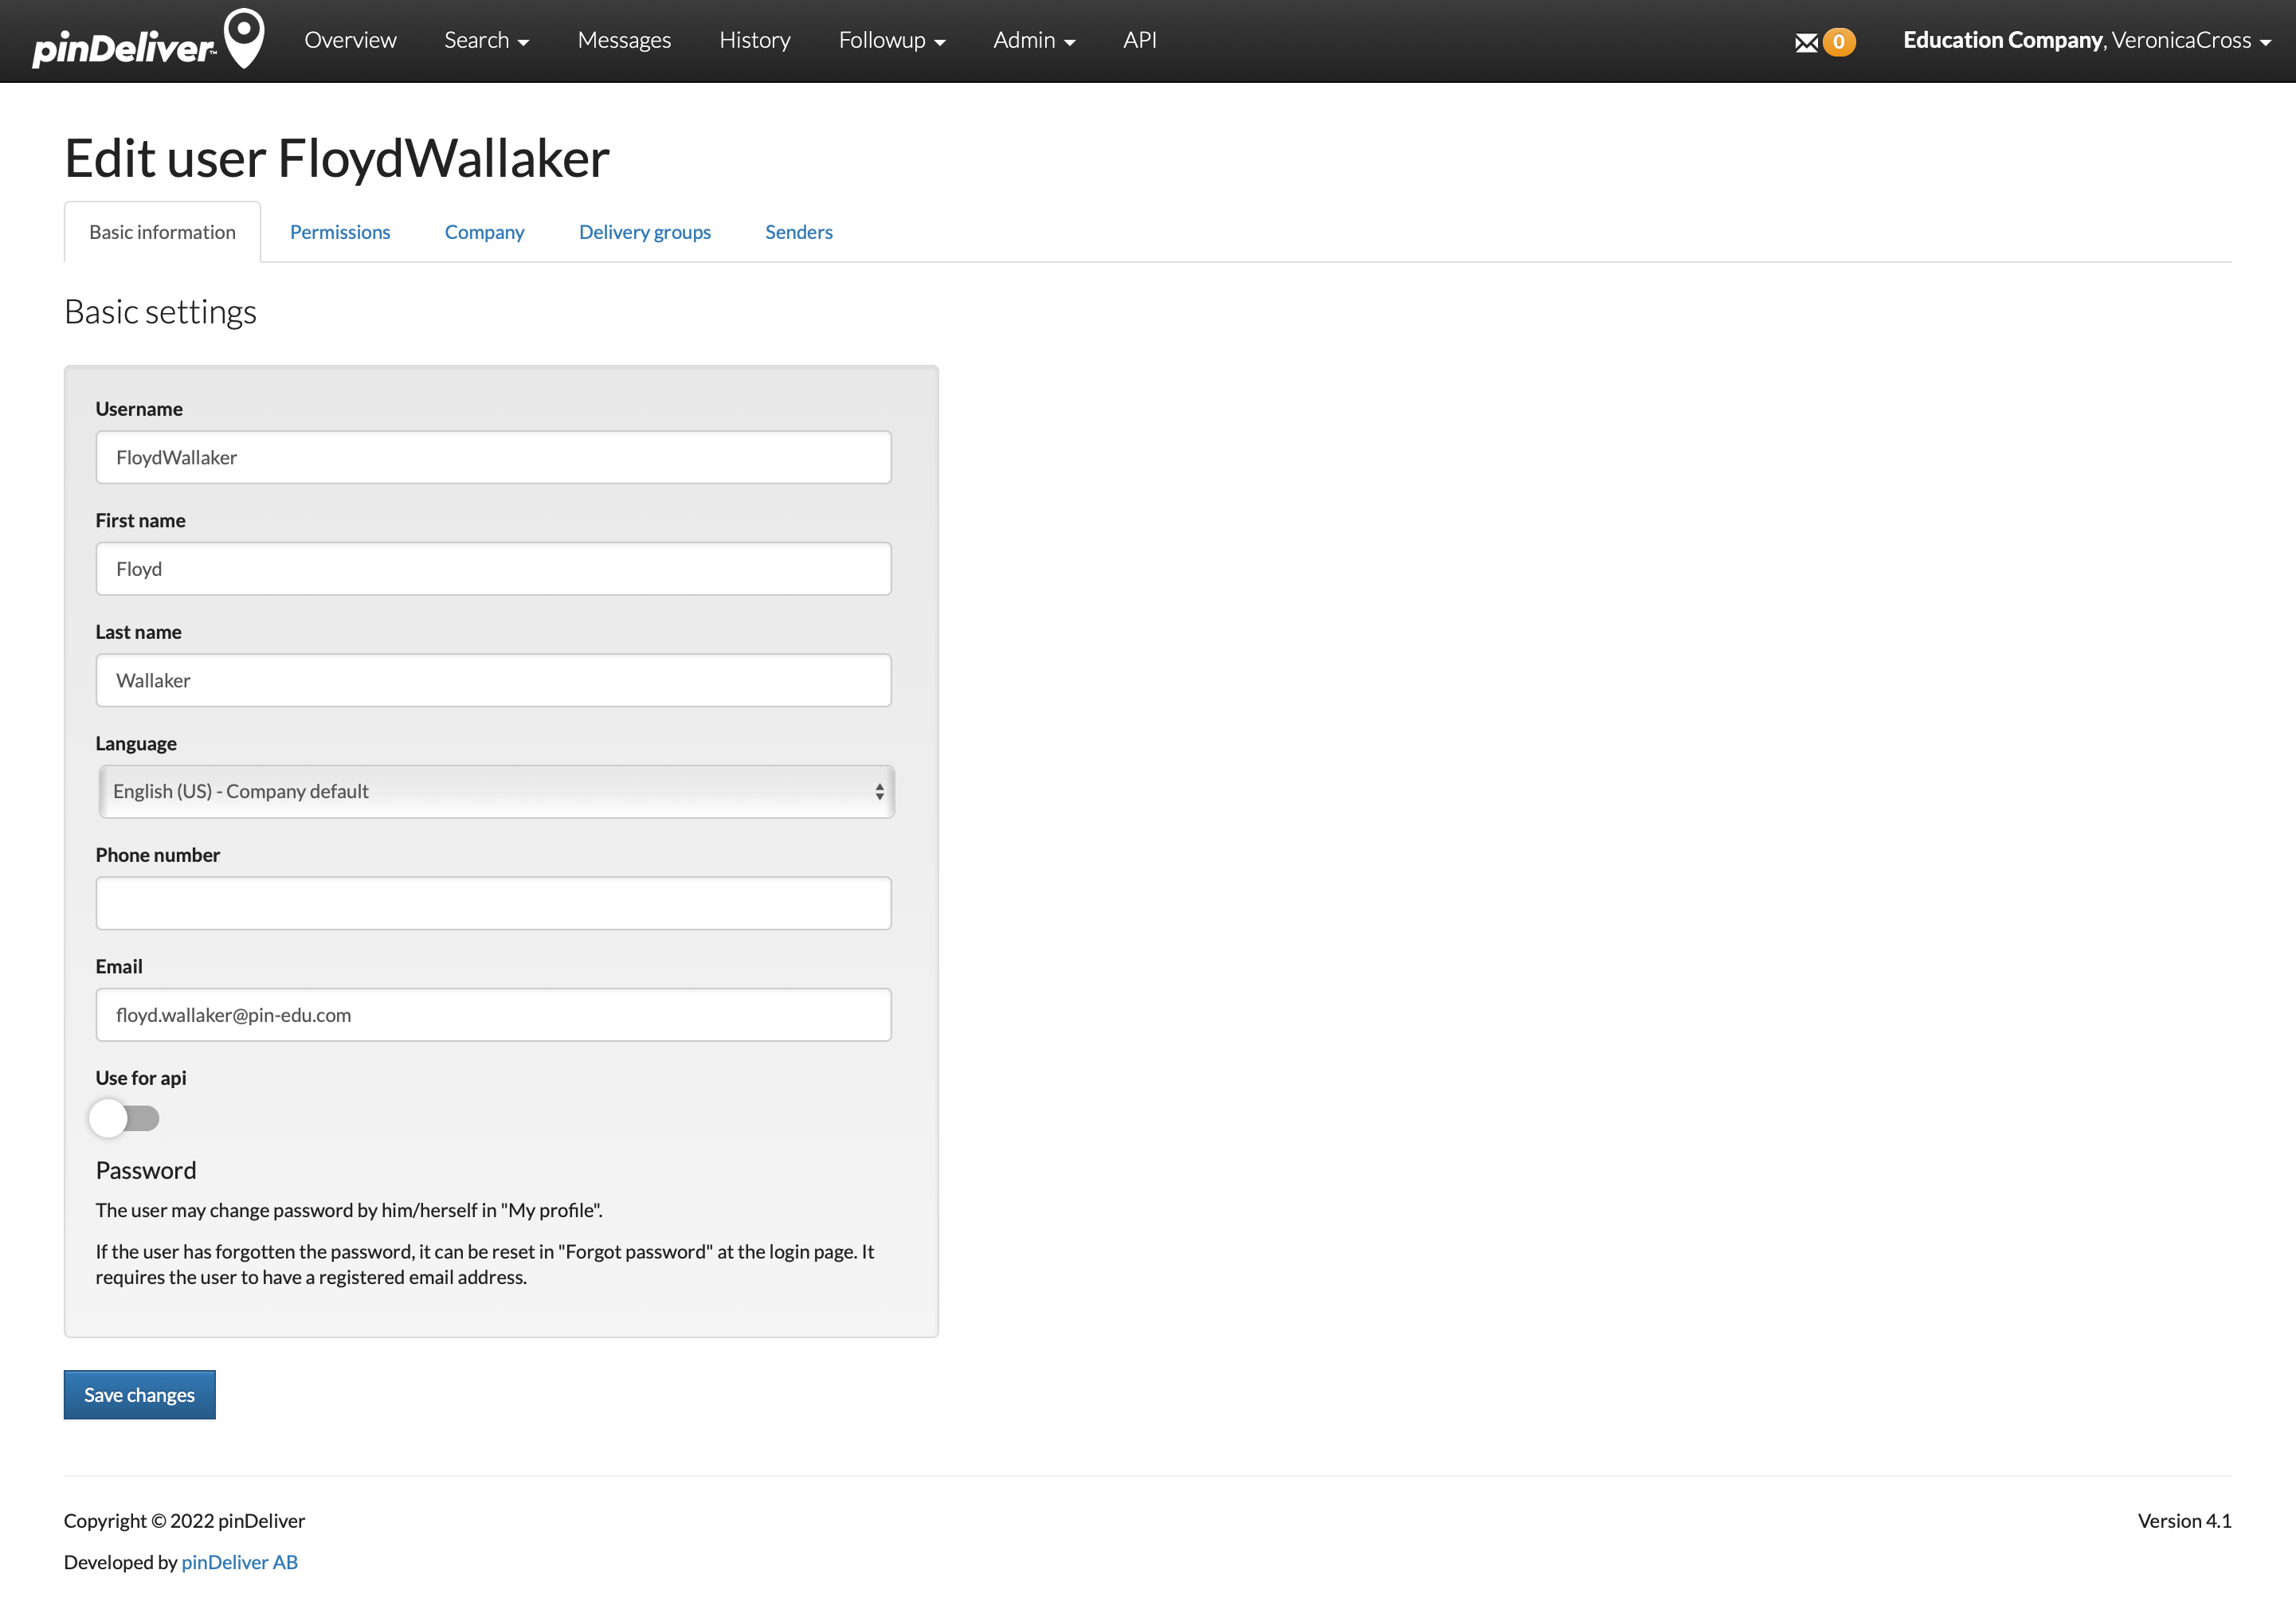 pinDeliver™ Overview Search Messages History Followup Admin API 0 Education Company, VeronicaCross
Edit user FloydWallaker
Basic information Permissions Company Delivery groups Senders
Basic settings
Username
FloydWallaker
First name
Floyd
Last name
Wallaker
Language
English (US) - Company default
Phone number
Email
floyd.wallaker@pin-edu.com
Use for api
Password
The user may change password by him/herself in "My profile".
If the user has forgotten the password, it can be reset in "Forgot password" at the login page. It
requires the user to have a registered email address.
Save changes
Copyright © 2022 pinDeliver Version 4.1
Developed by pinDeliver AB